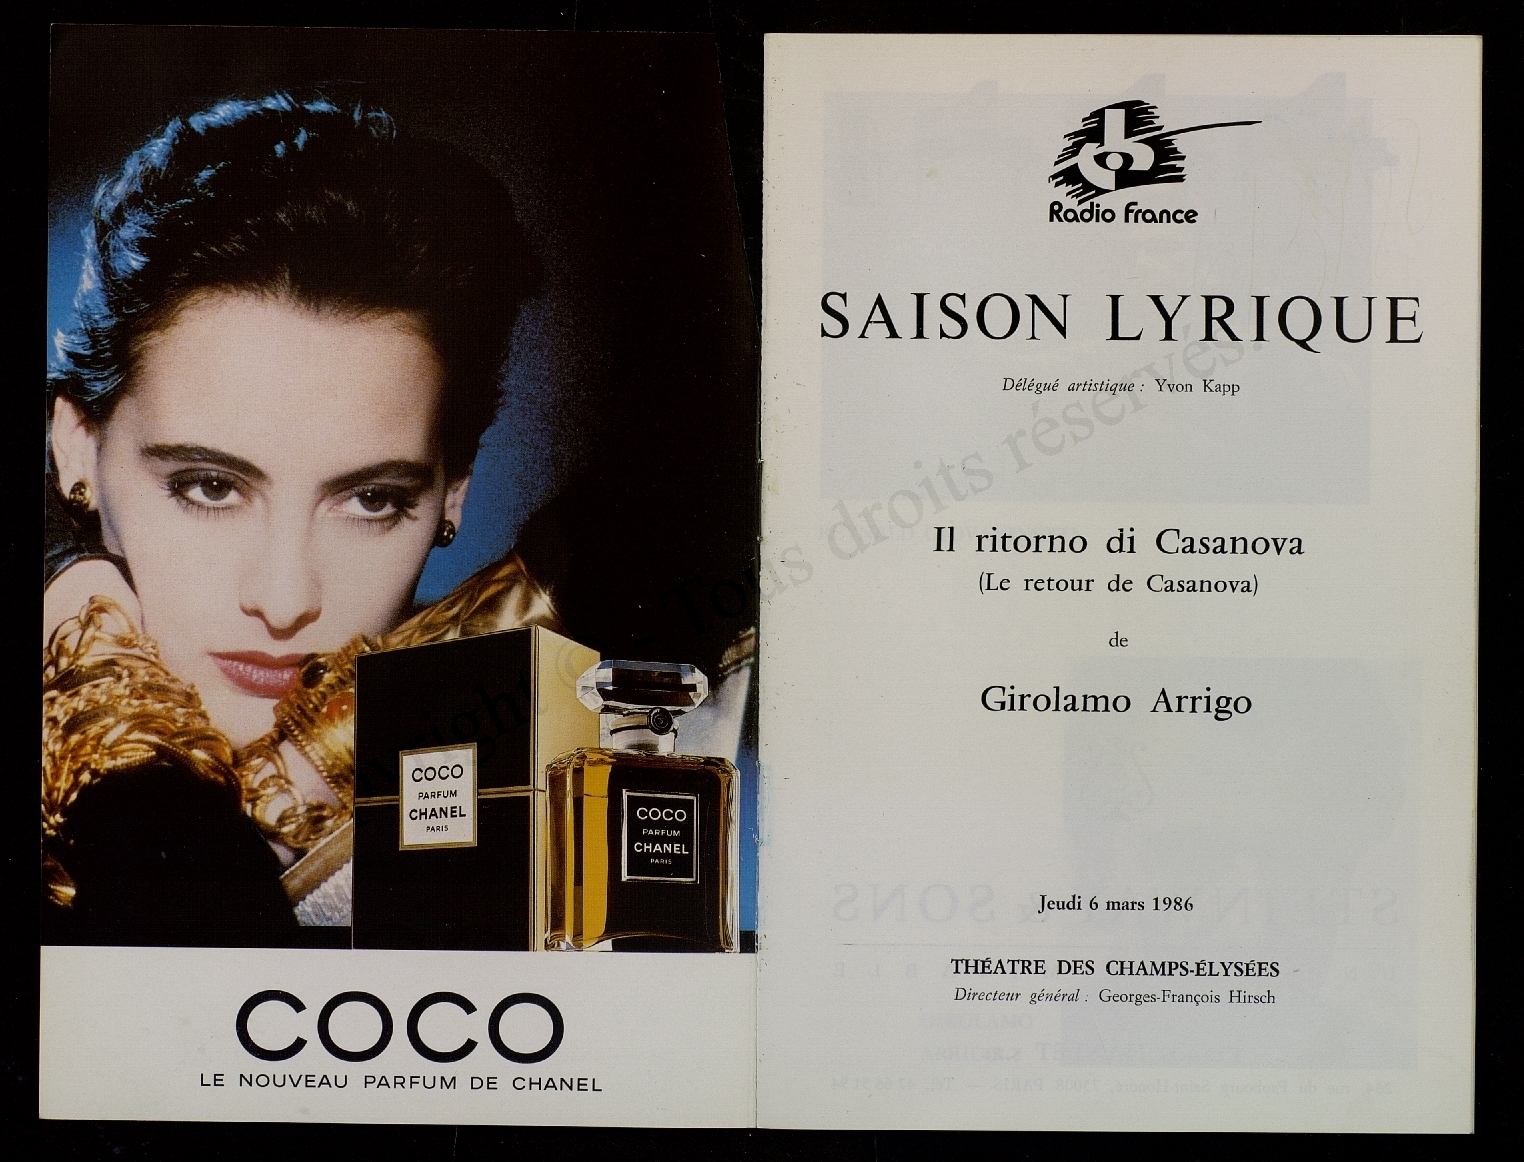 COCO
PARFUM
CHANEL
PARIS
COCO
PARFUM
CHANEL
PARIS
COCO
LE NOUVEAU PARFUM DE CHANEL
Radio France
SAISON LYRIQUE
Délégué artistique : Yvon Kapp
Il ritorno di Casanova
(Le retour de Casanova)
de
Girolamo Arrigo
Jeudi 6 mars 1986
THÉATRE DES CHAMPS-ÉLYSÉES
Directeur général : Georges-François Hirsch
© - Tous droits réservés.